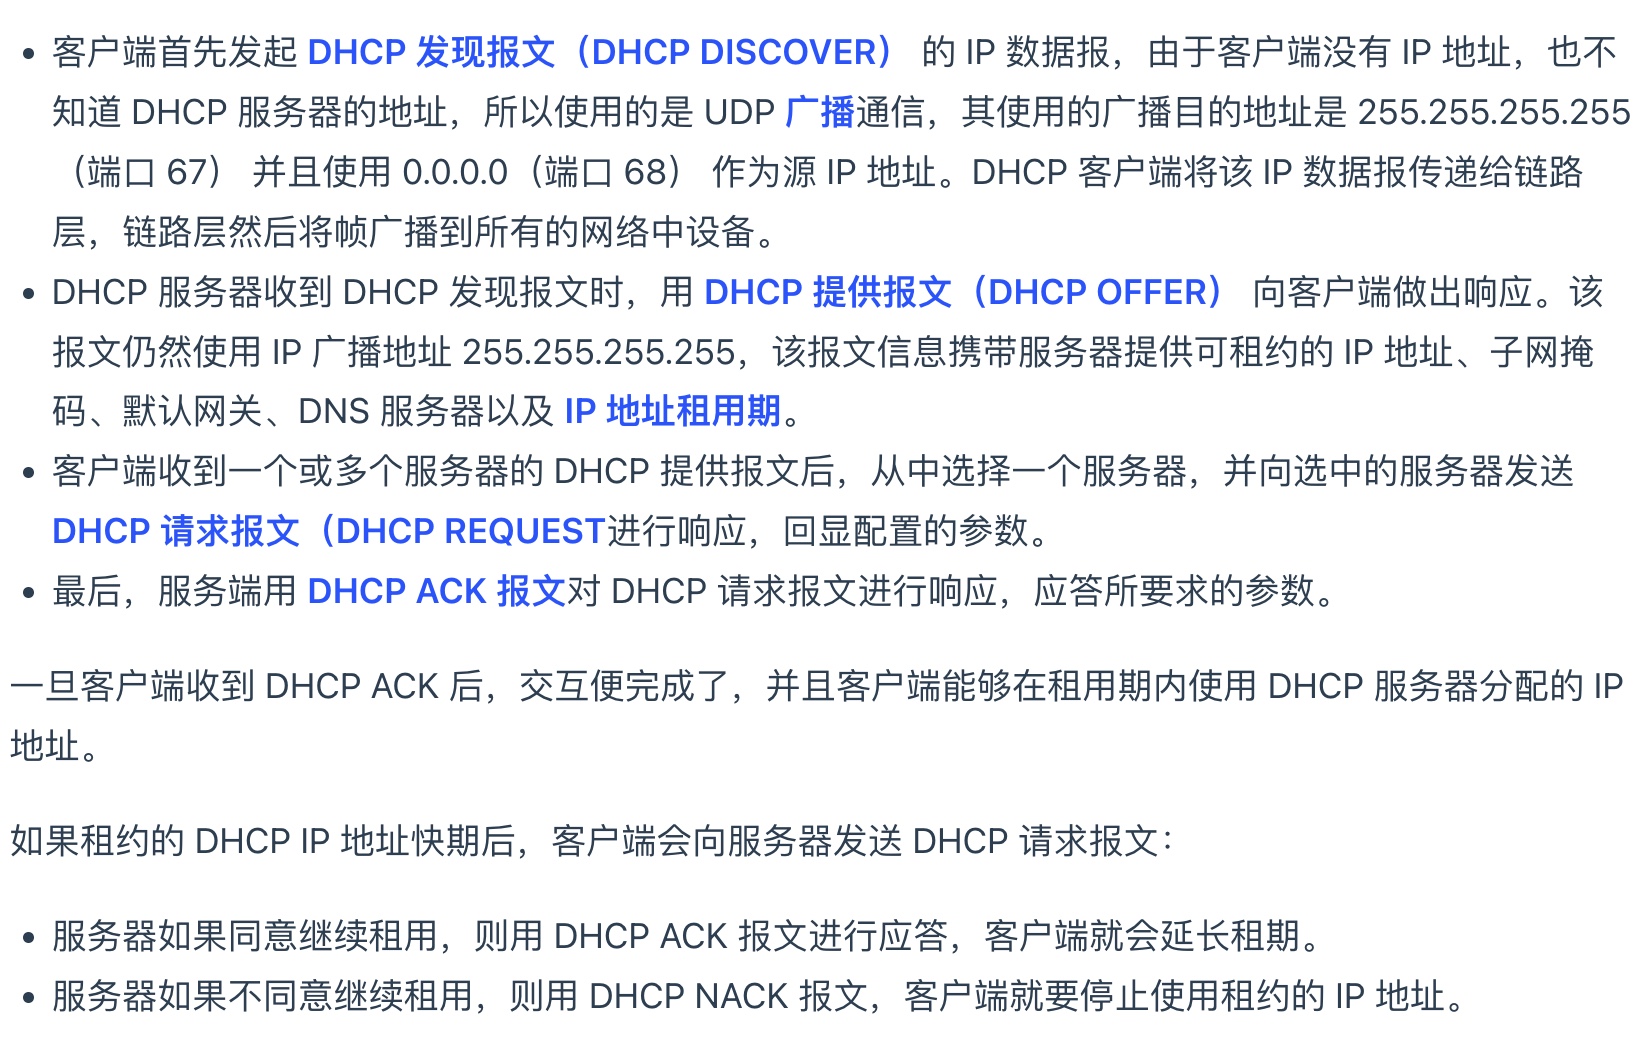 • 客户端首先发起 DHCP 发现报文（DHCP DISCOVER） 的 IP 数据报，由于客户端没有 IP 地址，也不
知道 DHCP 服务器的地址，所以使用的是 UDP 广播通信，其使用的广播目的地址是 255.255.255.255
（端口 67） 并且使用 0.0.0.0（端口 68） 作为源 IP 地址。DHCP 客户端将该 IP 数据报传递给链路
层，链路层然后将帧广播到所有的网络中设备。
• DHCP 服务器收到 DHCP 发现报文时，用 DHCP 提供报文（DHCP OFFER） 向客户端做出响应。该
报文仍然使用 IP 广播地址 255.255.255.255，该报文信息携带服务器提供可租约的 IP 地址、子网掩
码、默认网关、DNS 服务器以及 IP 地址租用期。
• 客户端收到一个或多个服务器的 DHCP 提供报文后，从中选择一个服务器，并向选中的服务器发送
DHCP 请求报文（DHCP REQUEST进行响应，回显配置的参数。
• 最后，服务端用 DHCP ACK 报文对 DHCP 请求报文进行响应，应答所要求的参数。
一旦客户端收到 DHCP ACK 后，交互便完成了，并且客户端能够在租用期内使用 DHCP 服务器分配的 IP
地址。
如果租约的 DHCP IP 地址快期后，客户端会向服务器发送 DHCP 请求报文：
• 服务器如果同意继续租用，则用 DHCP ACK 报文进行应答，客户端就会延长租期。
• 服务器如果不同意继续租用，则用 DHCP NACK 报文，客户端就要停止使用租约的 IP 地址。